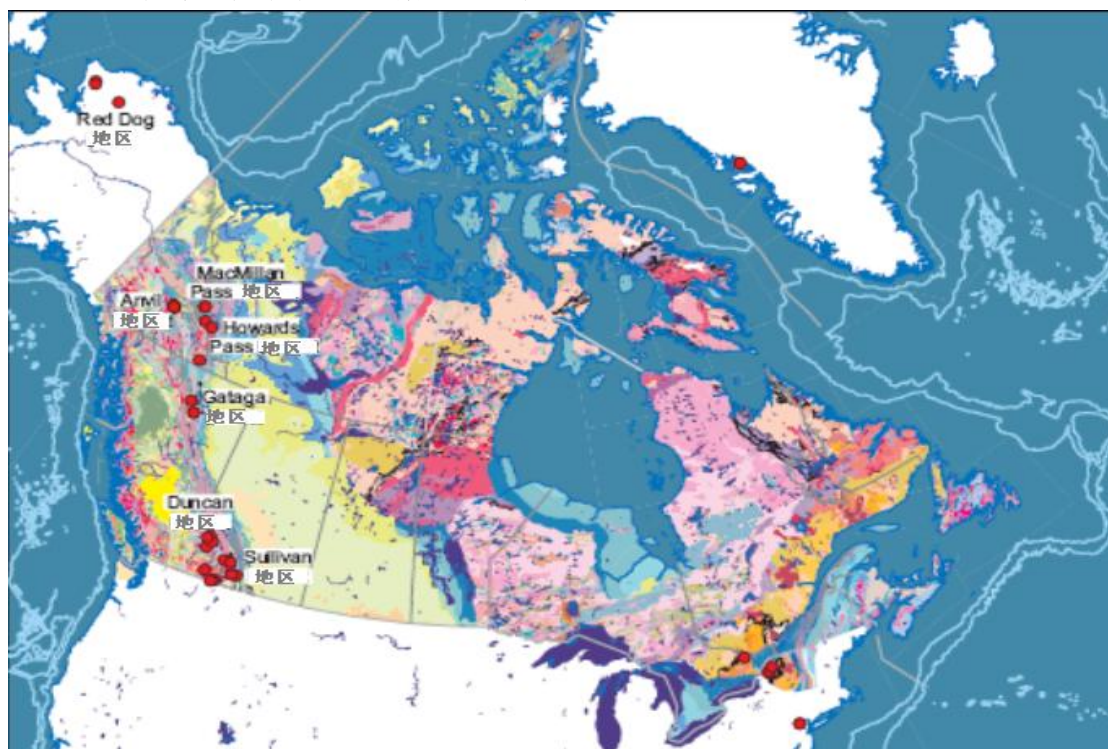 Red Dog
地区
MacMillan
Pass 地区
Anvil
地区
Howards
Pass 地区
Gataga
地区
Duncan
地区
Sullivan
地区